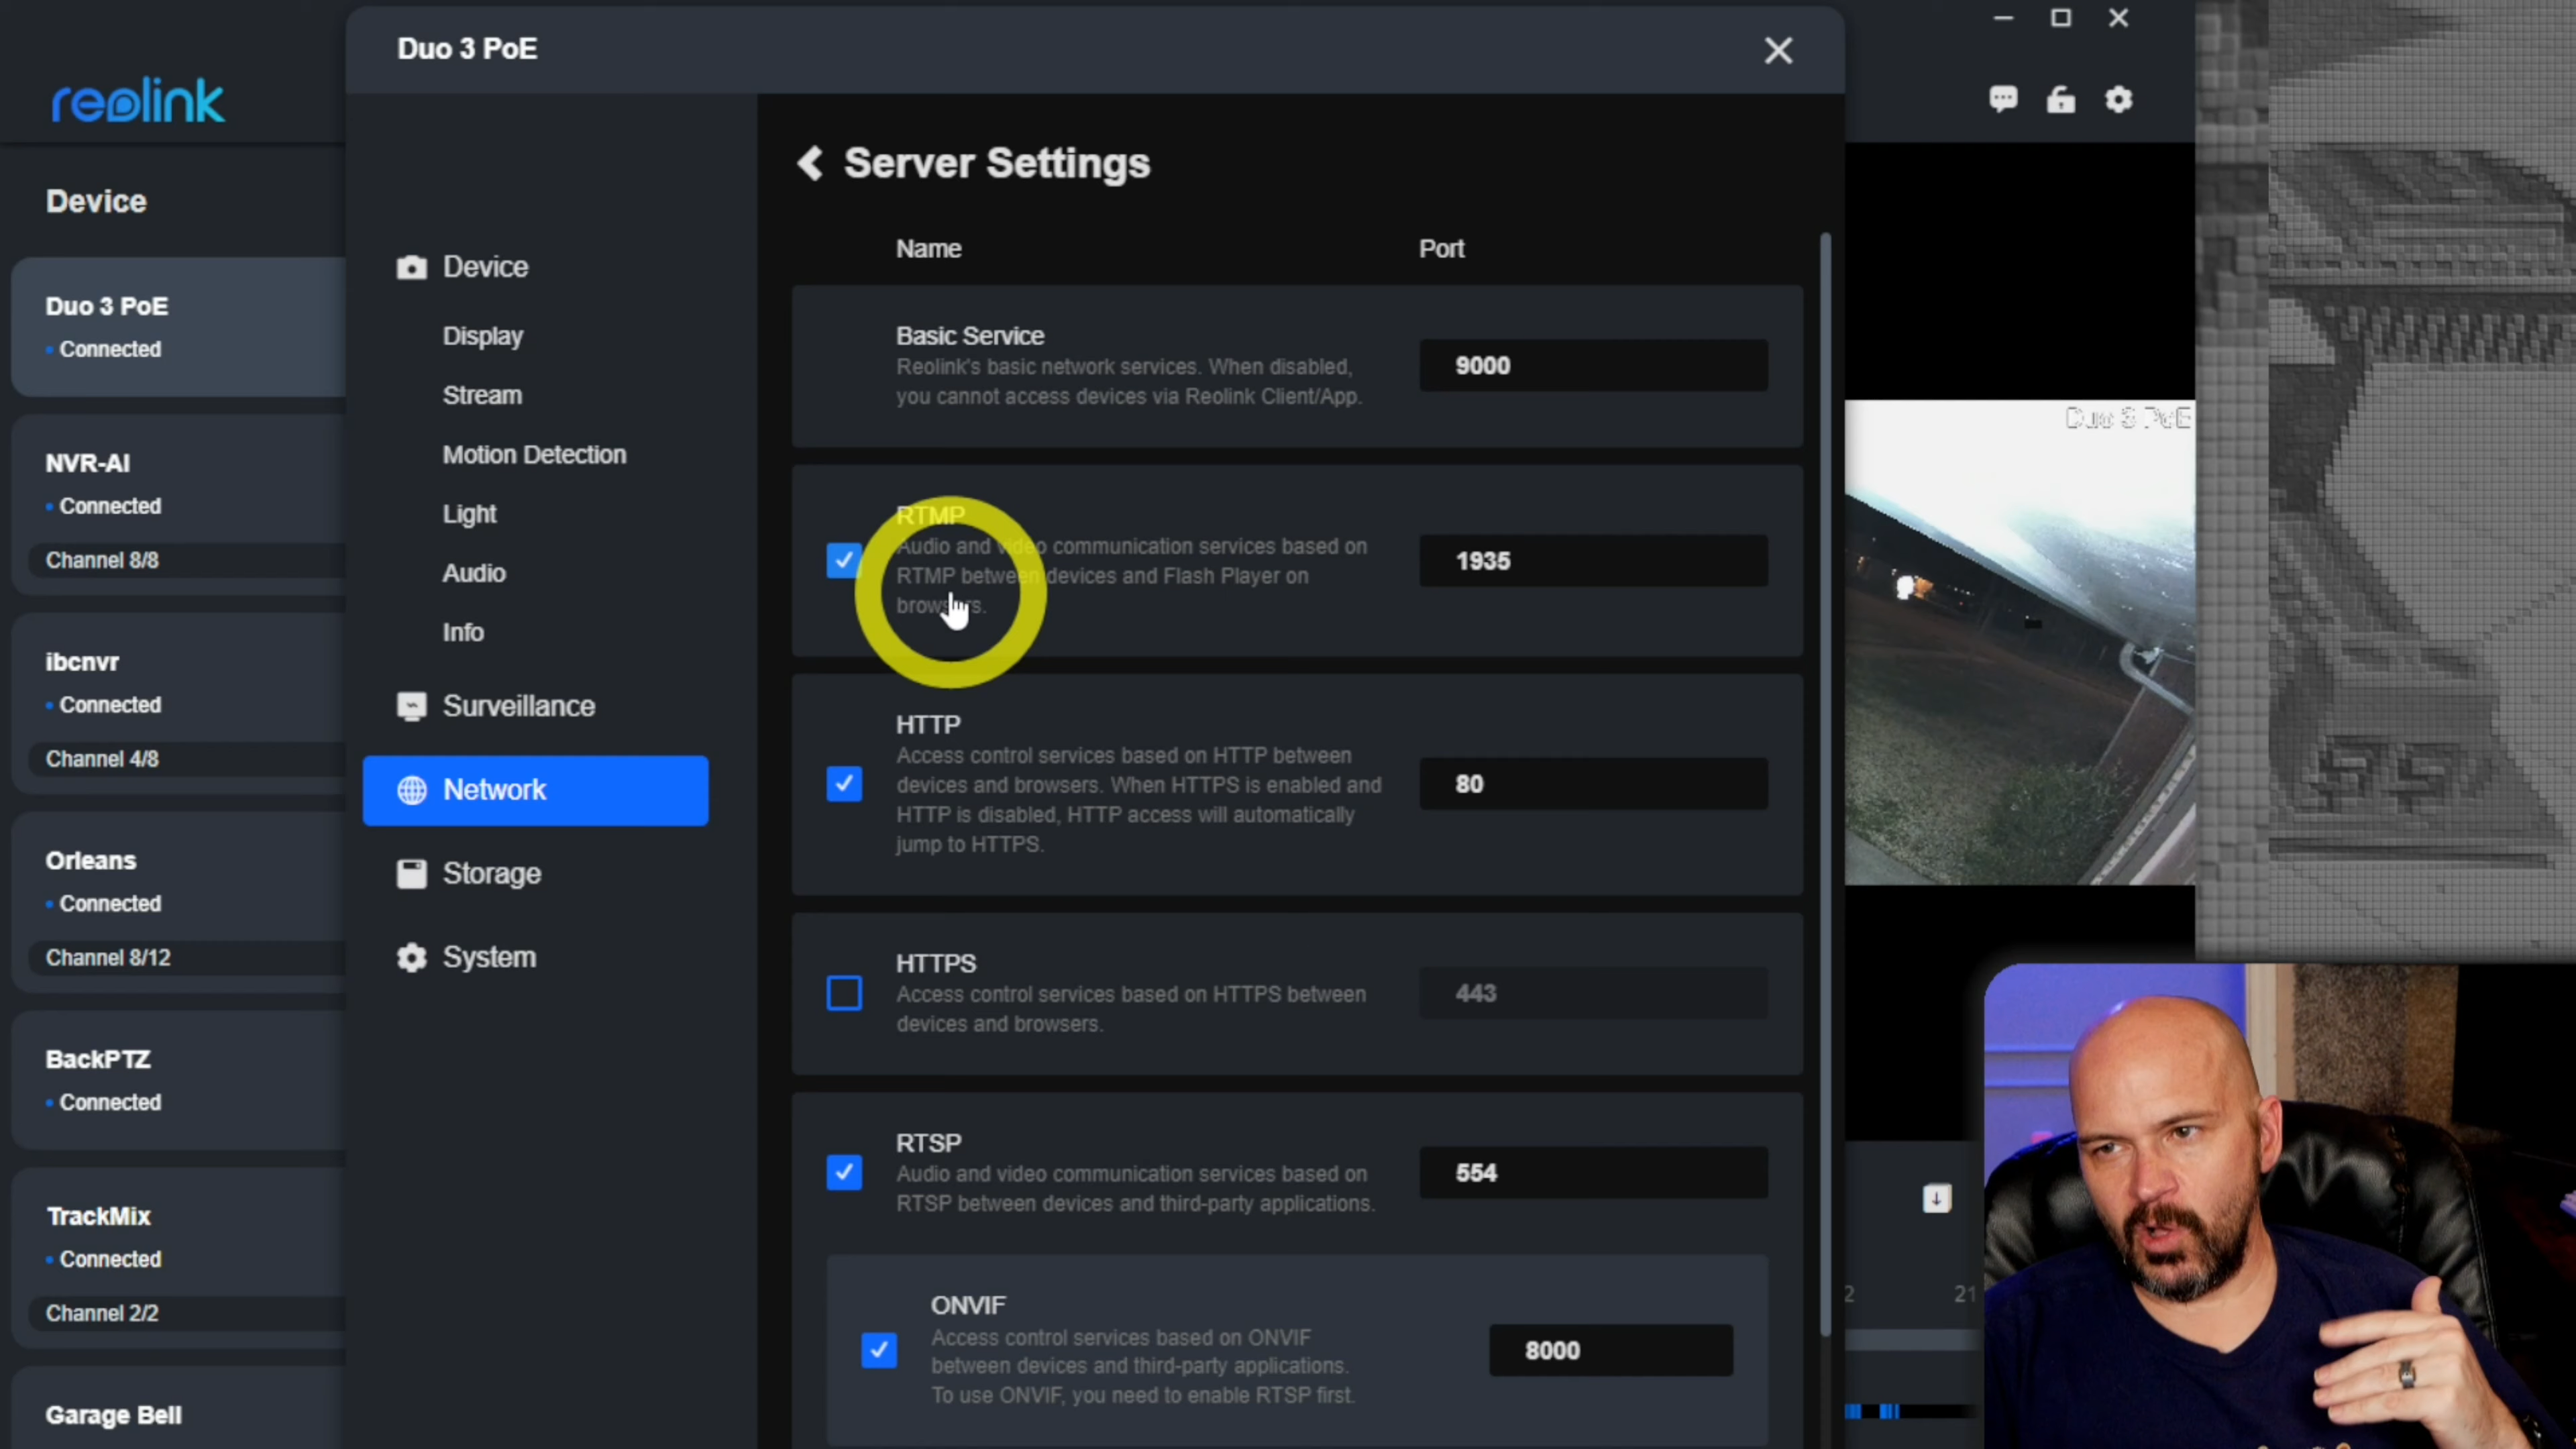 Duo 3 PoE
reolink
Device
Duo 3 PoE
Connected
NVR-AI
Connected
Channel 8/8
ibcnvr
Connected
Channel 4/8
Orleans
Connected
Channel 8/12
BackPTZ
Connected
TrackMix
Connected
Channel 2/2
Garage Bell
Device
Display
Stream
Motion Detection
Light
Audio
Info
Surveillance
Network
Storage
System
Server Settings
Name Port
Basic Service
Reolink's basic network services. When disabled,
you cannot access devices via Reolink Client/App.
9000
RTMP
Audio and video communication services based on
RTMP between devices and Flash Player on
browsers.
1935
HTTP
Access control services based on HTTP between
devices and browsers. When HTTPS is enabled and
HTTP is disabled, HTTP access will automatically
jump to HTTPS.
80
HTTPS
Access control services based on HTTPS between
devices and browsers.
443
RTSP
Audio and video communication services based on
RTSP between devices and third-party applications.
554
ONVIF
Access control services based on ONVIF
between devices and third-party applications.
To use ONVIF, you need to enable RTSP first.
8000
Duo 3 PoE
2 21